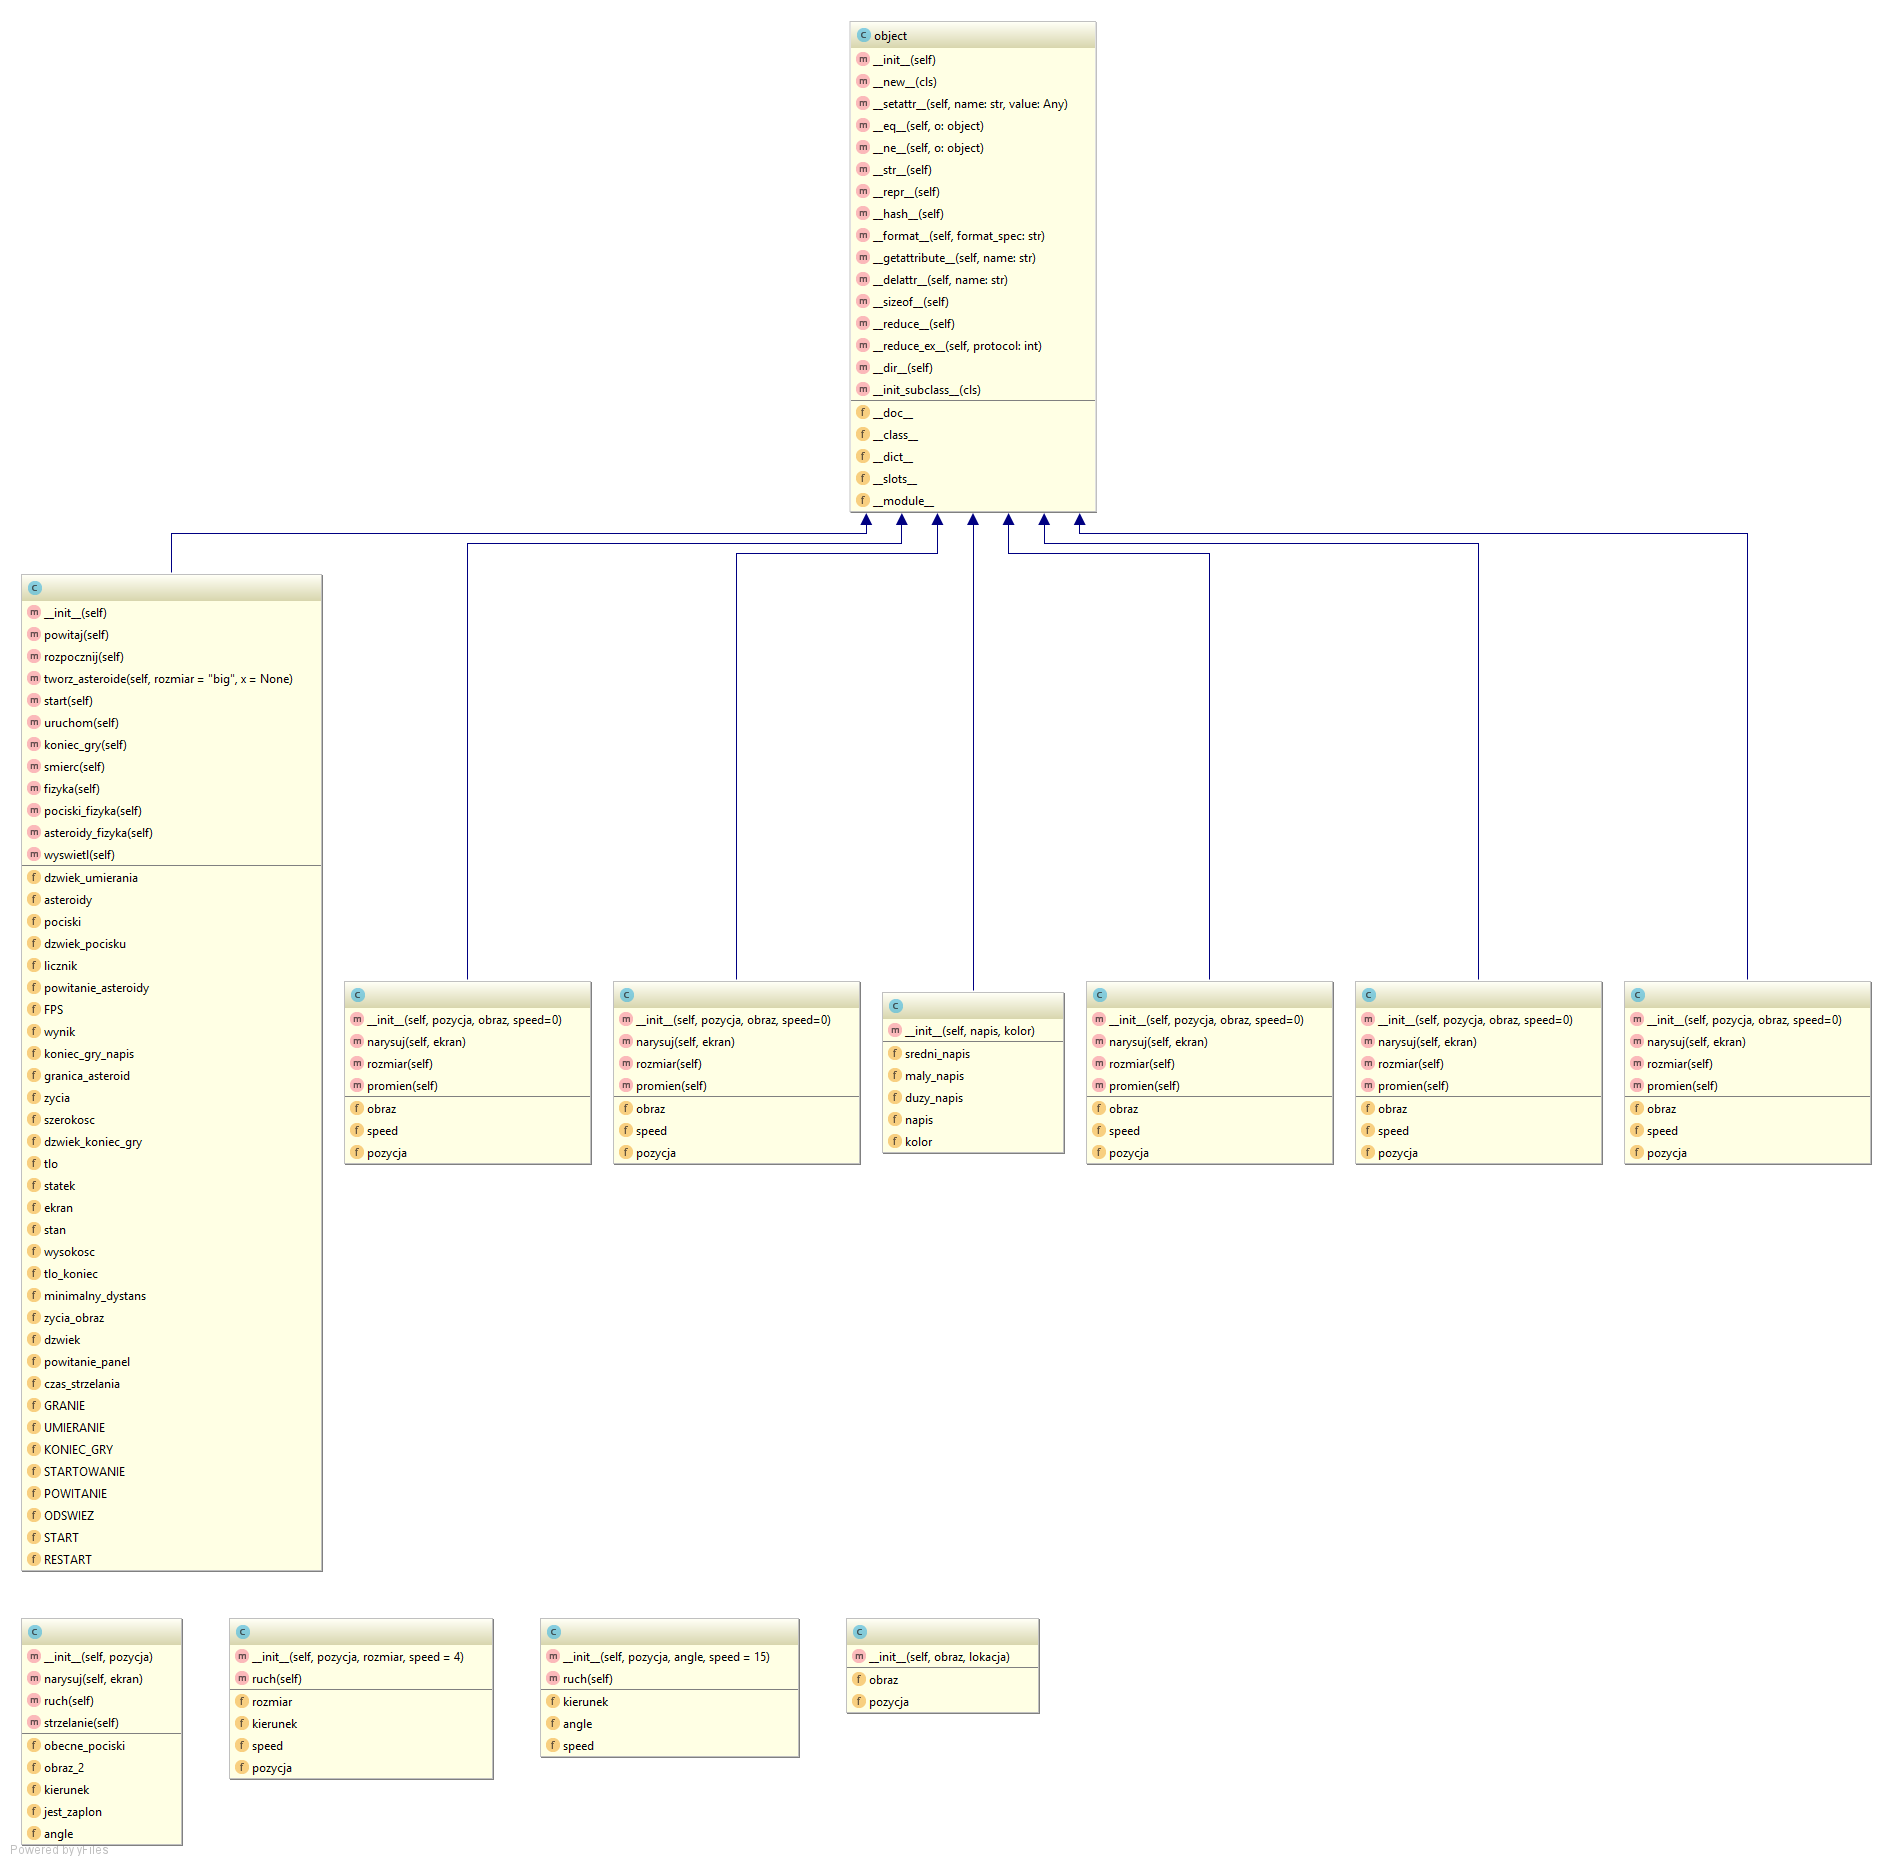 object
__init__(self)
__new__(cls)
__setattr__(self, name: str, value: Any)
__eq__(self, o: object)
__ne__(self, o: object)
__str__(self)
__repr__(self)
__hash__(self)
__format__(self, format_spec: str)
__getattribute__(self, name: str)
__delattr__(self, name: str)
__sizeof__(self)
__reduce__(self)
__reduce_ex__(self, protocol: int)
__dir__(self)
__init_subclass__(cls)
__doc__
__class__
__dict__
__slots__
__module__
__init__(self)
powitaj(self)
rozpocznij(self)
tworz_asteroide(self, rozmiar = "big", x = None)
start(self)
uruchom(self)
koniec_gry(self)
smierc(self)
fizyka(self)
pociski_fizyka(self)
asteroidy_fizyka(self)
wyswietl(self)
dzwiek_umierania
asteroidy
pociski
dzwiek_pocisku
licznik
powitanie_asteroidy
FPS
wynik
koniec_gry_napis
granica_asteroid
zycia
szerokosc
dzwiek_koniec_gry
tlo
statek
ekran
stan
wysokosc
tlo_koniec
minimalny_dystans
zycia_obraz
dzwiek
powitanie_panel
czas_strzelania
GRANIE
UMIERANIE
KONIEC_GRY
STARTOWANIE
POWITANIE
ODSWIEZ
START
RESTART
__init__(self, pozycja, obraz, speed=0)
narysuj(self, ekran)
rozmiar(self)
promien(self)
obraz
speed
pozycja
__init__(self, pozycja, obraz, speed=0)
narysuj(self, ekran)
rozmiar(self)
promien(self)
obraz
speed
pozycja
__init__(self, napis, kolor)
sredni_napis
maly_napis
duzy_napis
napis
kolor
__init__(self, pozycja, obraz, speed=0)
narysuj(self, ekran)
rozmiar(self)
promien(self)
obraz
speed
pozycja
__init__(self, pozycja, obraz, speed=0)
narysuj(self, ekran)
rozmiar(self)
promien(self)
obraz
speed
pozycja
__init__(self, pozycja, obraz, speed=0)
narysuj(self, ekran)
rozmiar(self)
promien(self)
obraz
speed
pozycja
__init__(self, pozycja)
narysuj(self, ekran)
ruch(self)
strzelanie(self)
obecne_pociski
obraz_2
kierunek
jest_zaplon
angle
__init__(self, pozycja, rozmiar, speed = 4)
ruch(self)
rozmiar
kierunek
speed
pozycja
__init__(self, pozycja, angle, speed = 15)
ruch(self)
kierunek
angle
speed
__init__(self, obraz, lokacja)
obraz
pozycja
Powered by yFiles